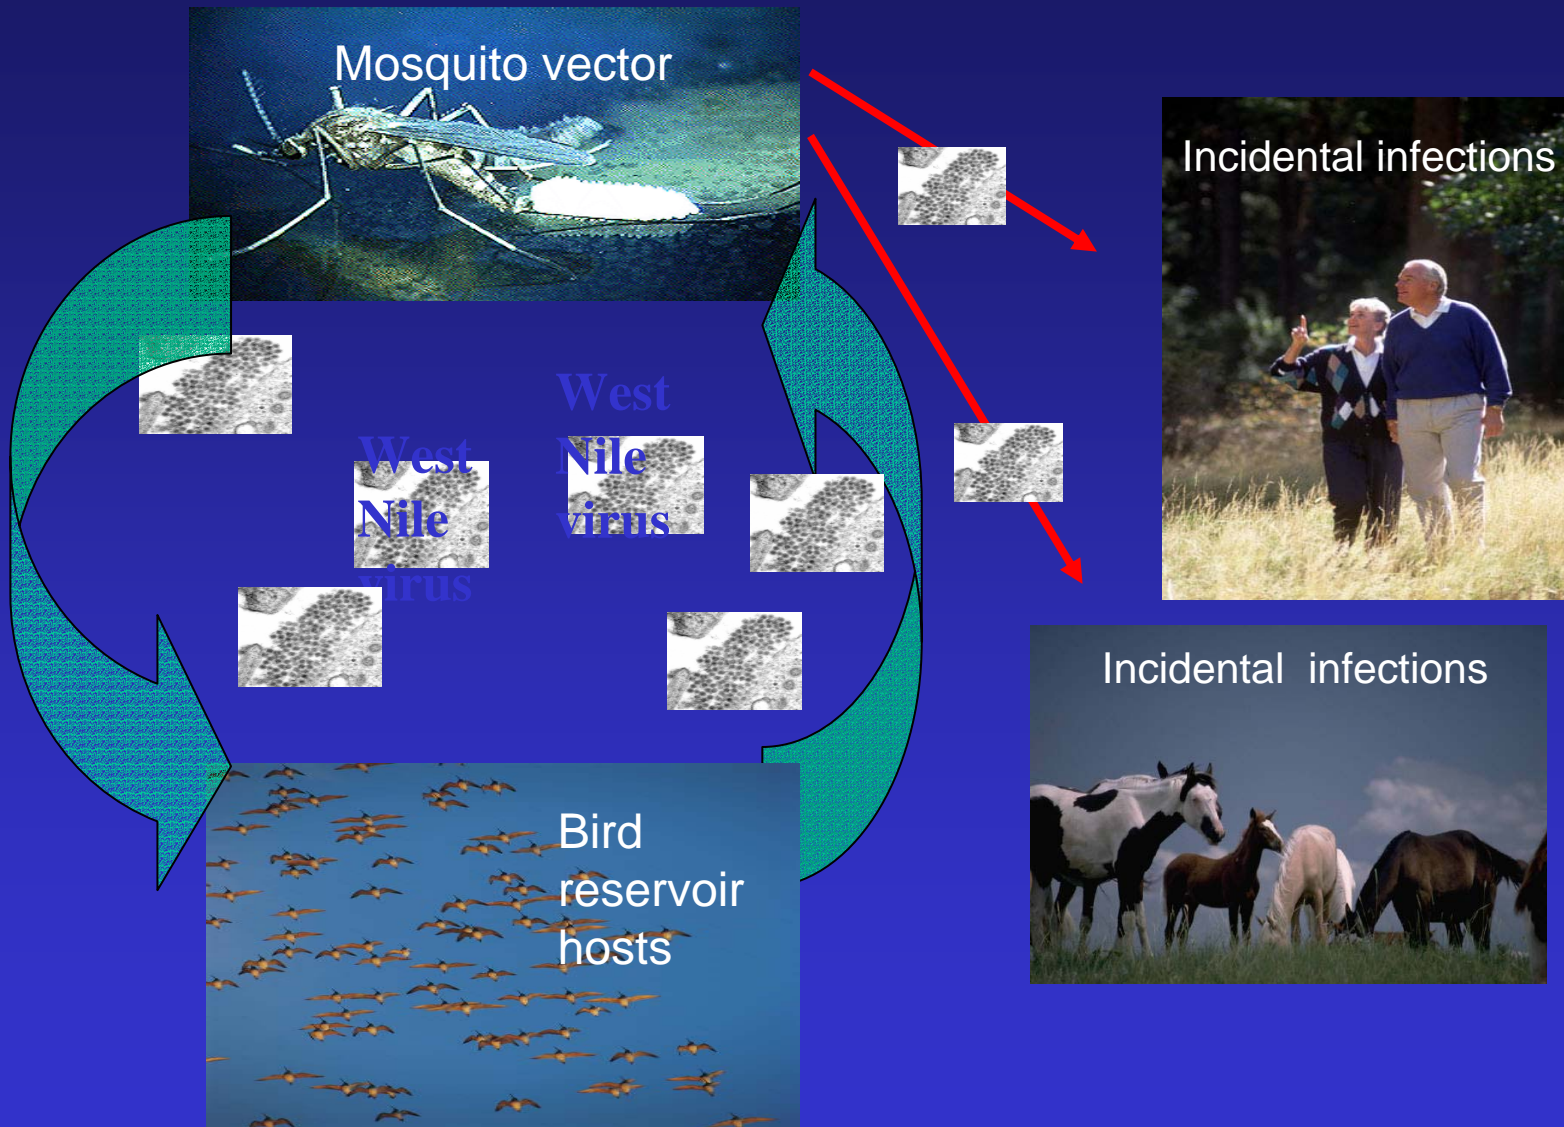 Mosquito vector
Incidental infections
West
Nile
virus
West
Nile
virus
Incidental  infections
Bird
reservoir
hosts